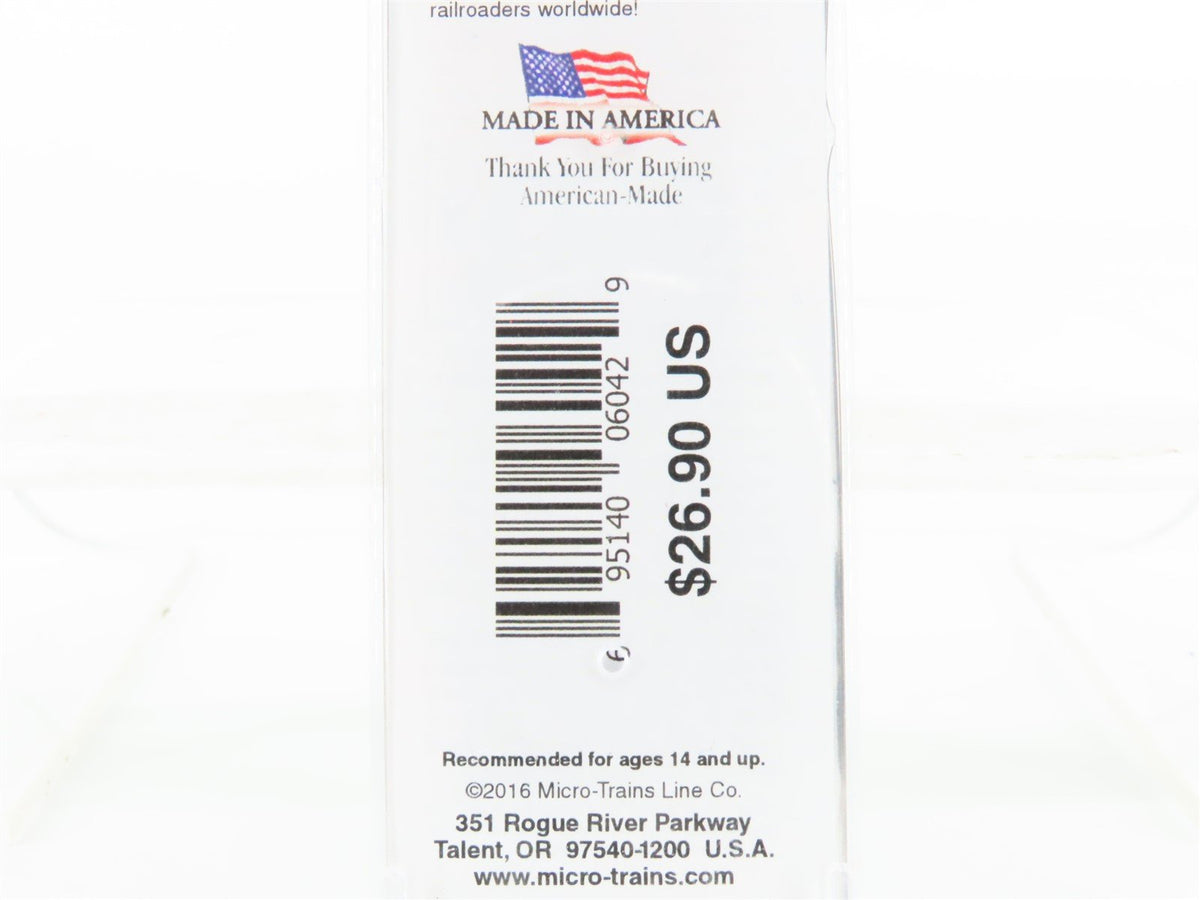 railroaders worldwide!
MADE IN AMERICA
Thank You For Buying
American-Made
6 95140 06042 9
$26.90 US
Recommended for ages 14 and up.
©2016 Micro-Trains Line Co.
351 Rogue River Parkway
Talent, OR 97540-1200 U.S.A.
www.micro-trains.com